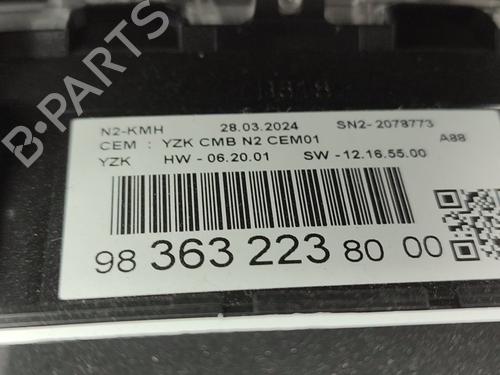 N2-KMH 28.03.2024 SN2-2078773
CEM : YZK CMB N2 CEM01 A88
YZK HW - 06.20.01 SW - 12.16.55.00
98 363 223 80 00